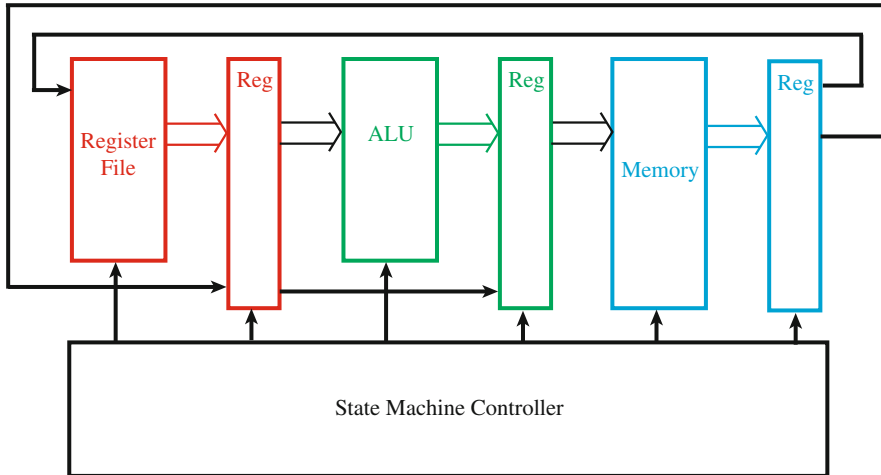 Register
File
Reg
ALU
Reg
Memory
Reg
State Machine Controller